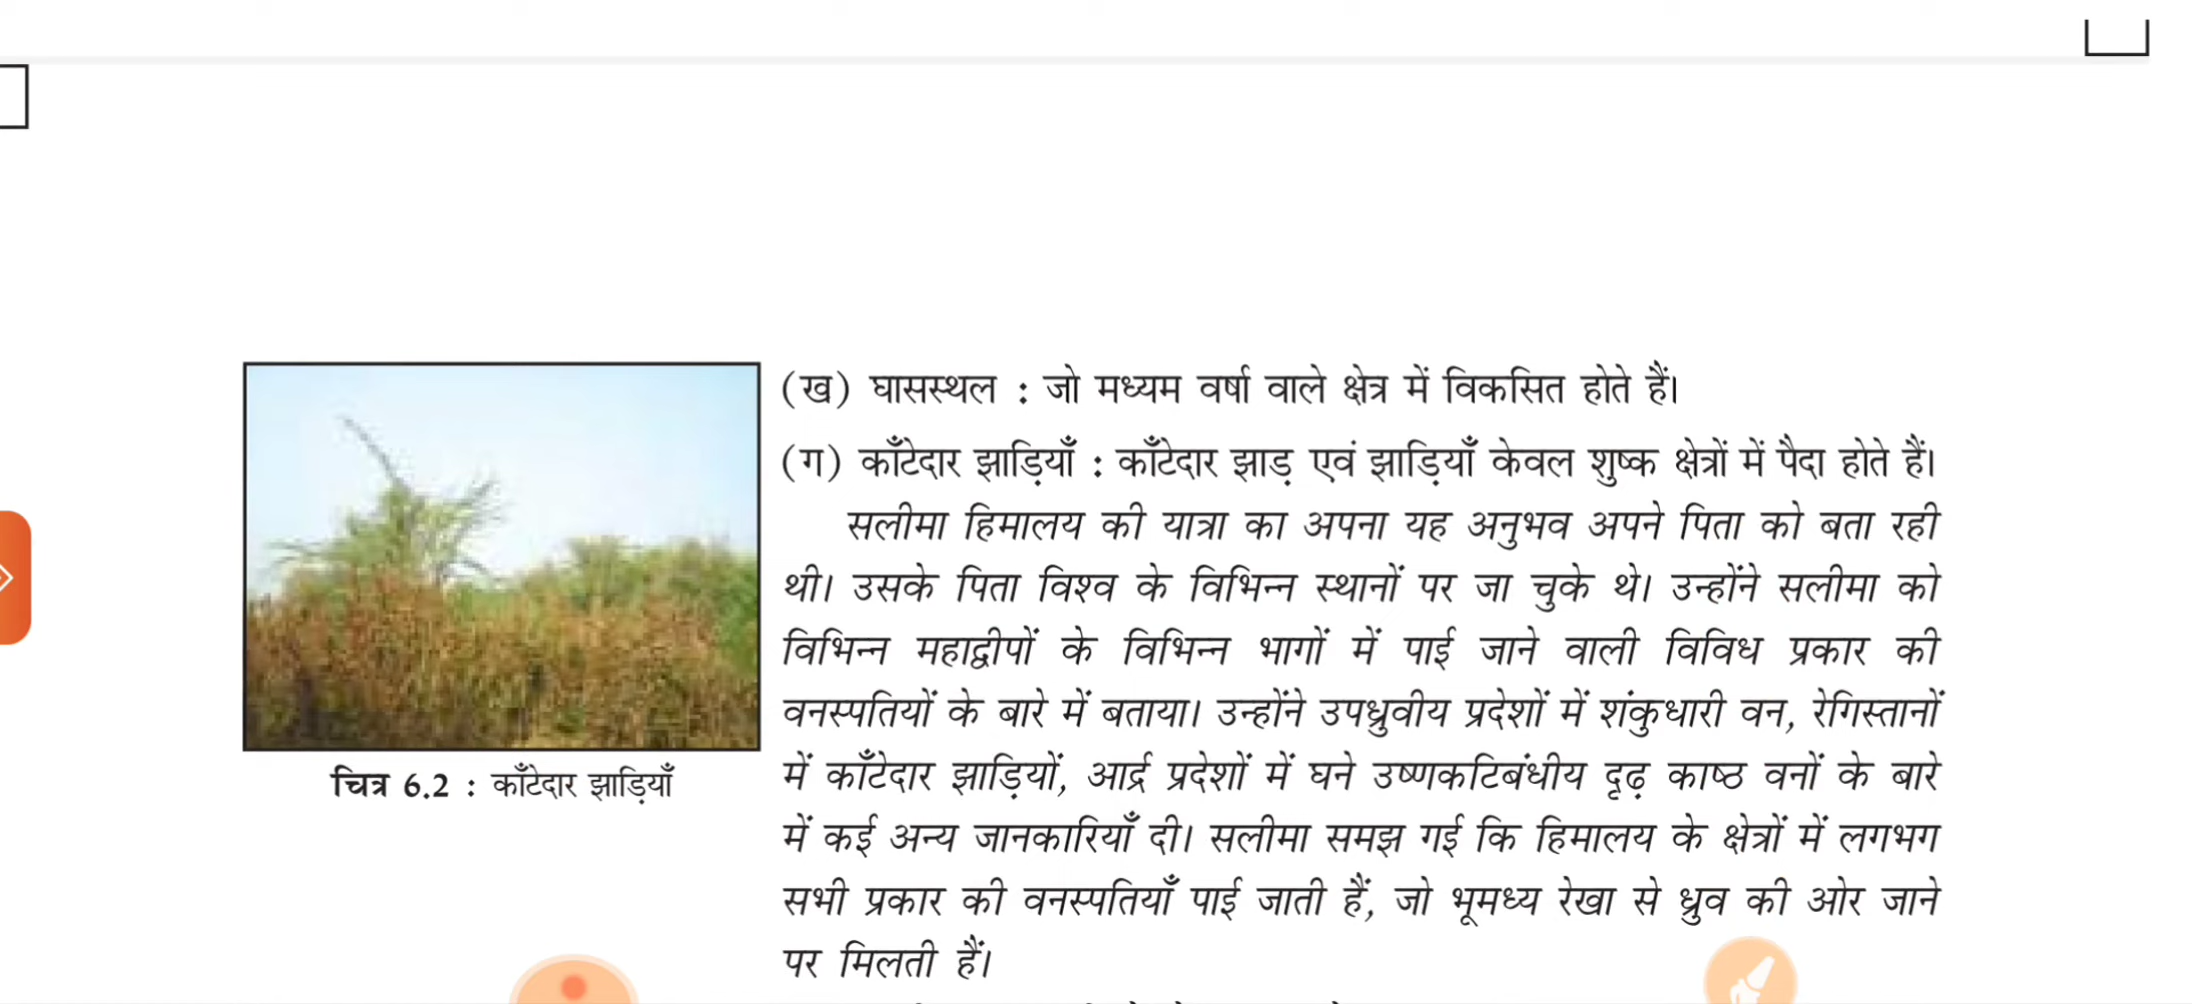 (ख) घासस्थल : जो मध्यम वर्षा वाले क्षेत्र में विकसित होते हैं।
(ग) काँटेदार झाड़ियाँ : काँटेदार झाड़ एवं झाड़ियाँ केवल शुष्क क्षेत्रों में पैदा होते हैं।
सलीमा हिमालय की यात्रा का अपना यह अनुभव अपने पिता को बता रही
थी। उसके पिता विश्व के विभिन्न स्थानों पर जा चुके थे। उन्होंने सलीमा को
विभिन्न महाद्वीपों के विभिन्न भागों में पाई जाने वाली विविध प्रकार की
वनस्पतियों के बारे में बताया। उन्होंने उपध्रुवीय प्रदेशों में शंकुधारी वन, रेगिस्तानों
में काँटेदार झाड़ियों, आर्द्र प्रदेशों में घने उष्णकटिबंधीय दृढ़ काष्ठ वनों के बारे
में कई अन्य जानकारियाँ दी। सलीमा समझ गई कि हिमालय के क्षेत्रों में लगभग
सभी प्रकार की वनस्पतियाँ पाई जाती हैं, जो भूमध्य रेखा से ध्रुव की ओर जाने
पर मिलती हैं।
चित्र 6.2 : काँटेदार झाड़ियाँ